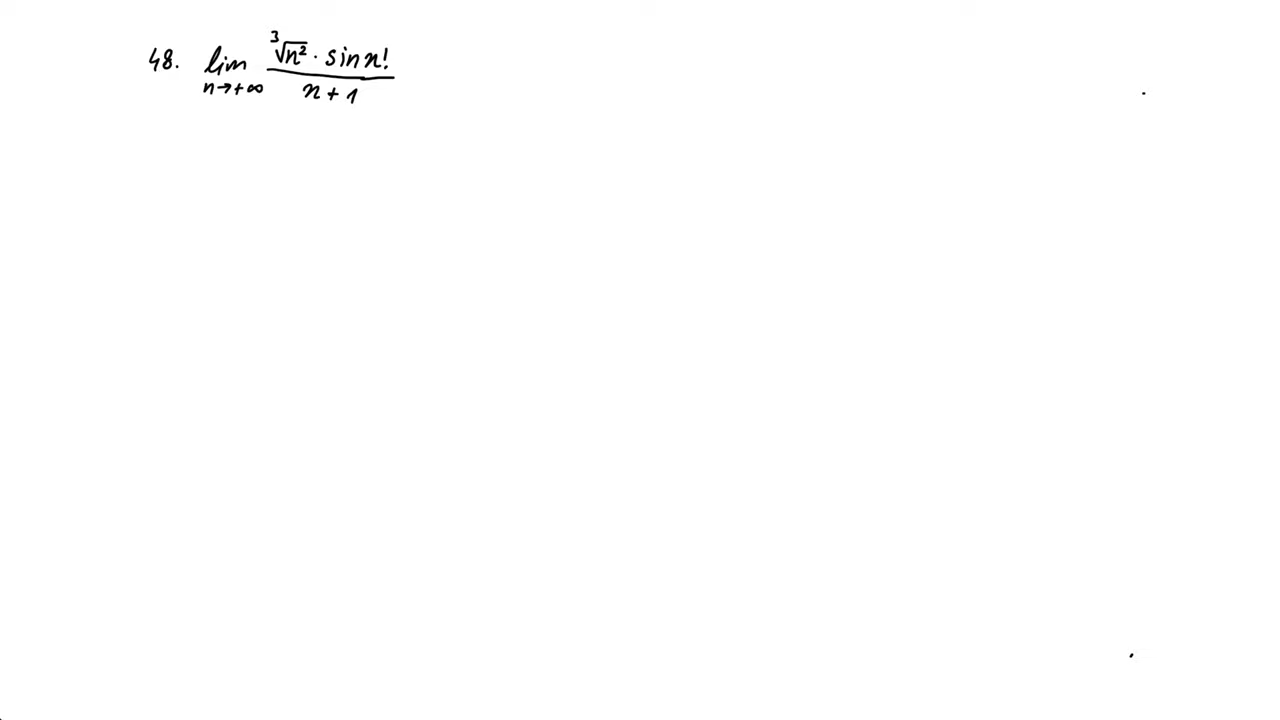 48. lim n→+∞ ∛n² · sin n! / n + 1